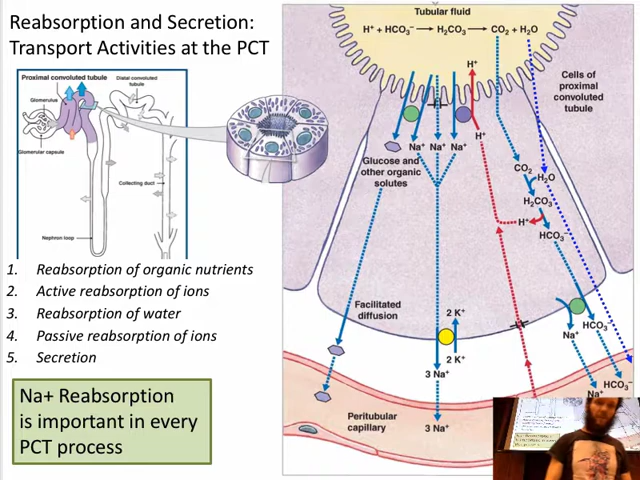 Reabsorption and Secretion:
Transport Activities at the PCT
Proximal convoluted tubule
Distal convoluted
tubule
Glomerulus
Glomerular capsule
Collecting duct
Nephron loop
1. Reabsorption of organic nutrients
2. Active reabsorption of ions
3. Reabsorption of water
4. Passive reabsorption of ions
5. Secretion
Na+ Reabsorption
is important in every
PCT process
Tubular fluid
H⁺ + HCO₃⁻ → H₂CO₃ → CO₂ + H₂O
H⁺
Cells of
proximal
convoluted
tubule
Na⁺ Na⁺ Na⁺
H⁺
Glucose and
other organic
solutes
CO₂
H₂O
H₂CO₃
H⁺
HCO₃⁻
Facilitated
diffusion
2 K⁺
2 K⁺
3 Na⁺
Na⁺
HCO₃⁻
HCO₃⁻
Na⁺
Peritubular
capillary
3 Na⁺